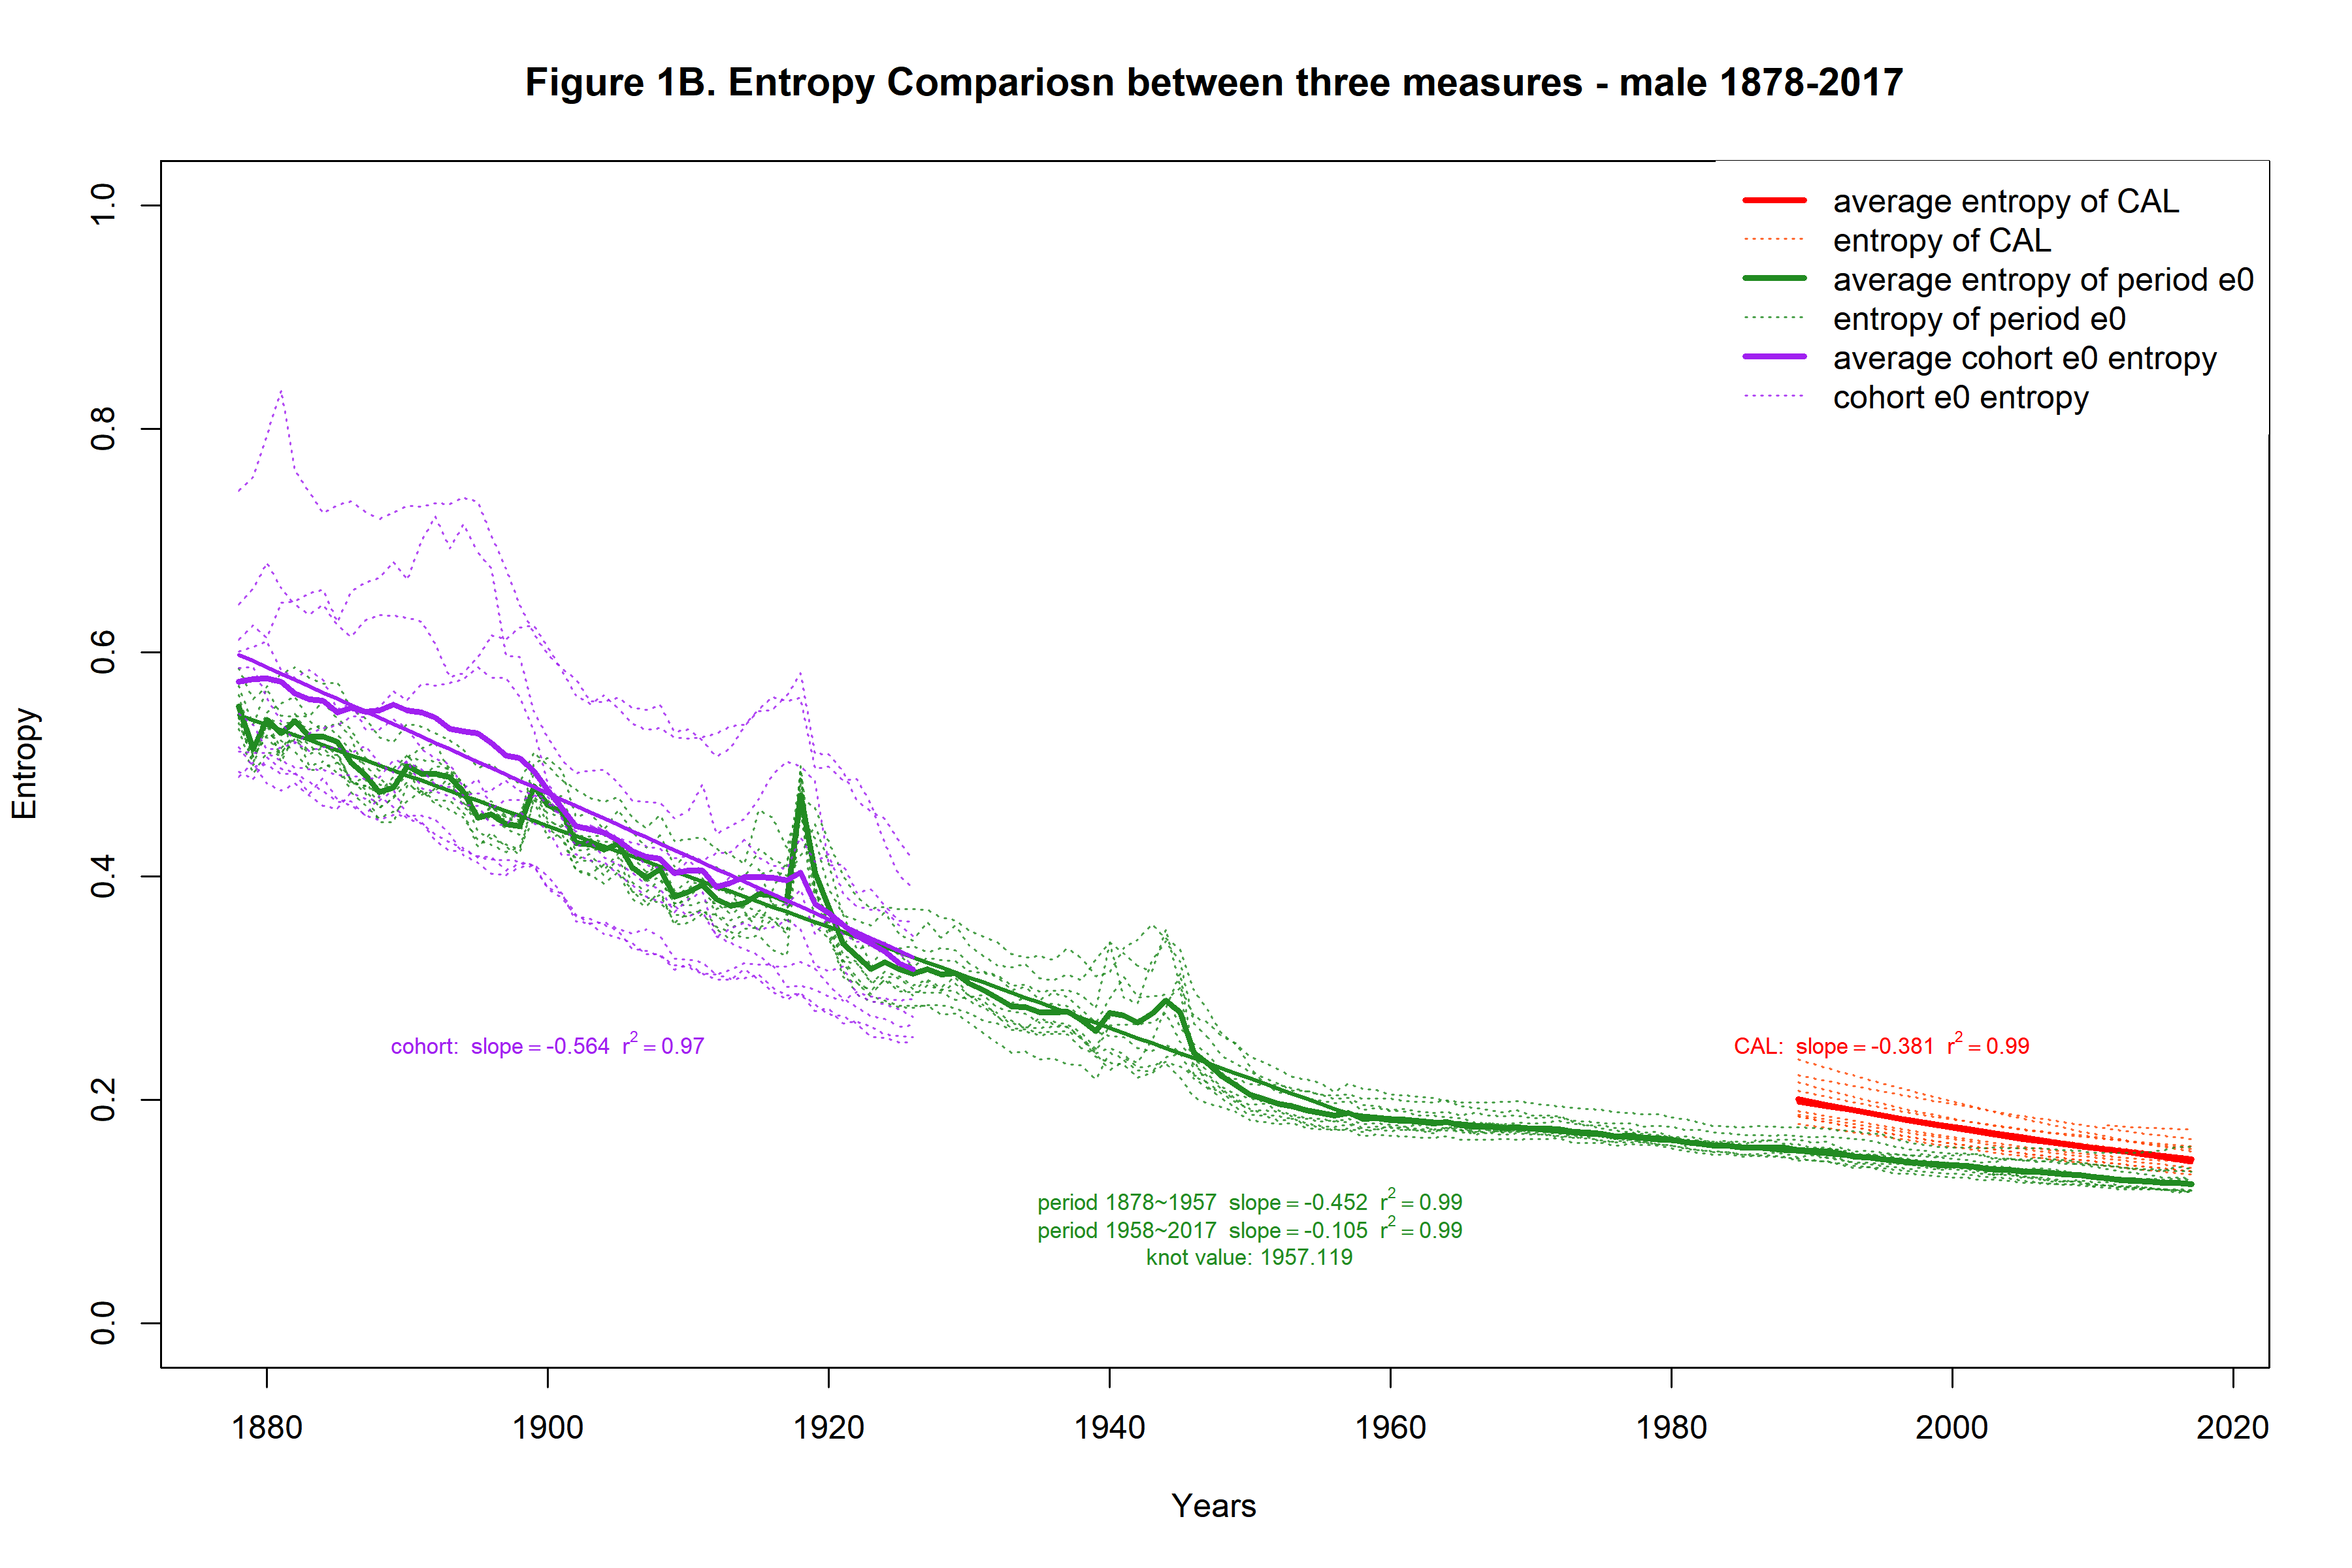 Figure 1B. Entropy Compariosn between three measures - male 1878-2017
average entropy of CAL
entropy of CAL
average entropy of period e0
entropy of period e0
average cohort e0 entropy
cohort e0 entropy
Entropy
1.0
0.8
0.6
0.4
0.2
0.0
cohort: slope = -0.564 r² = 0.97
CAL: slope = -0.381 r² = 0.99
period 1878~1957 slope = -0.452 r² = 0.99
period 1958~2017 slope = -0.105 r² = 0.99
knot value: 1957.119
1880 1900 1920 1940 1960 1980 2000 2020
Years